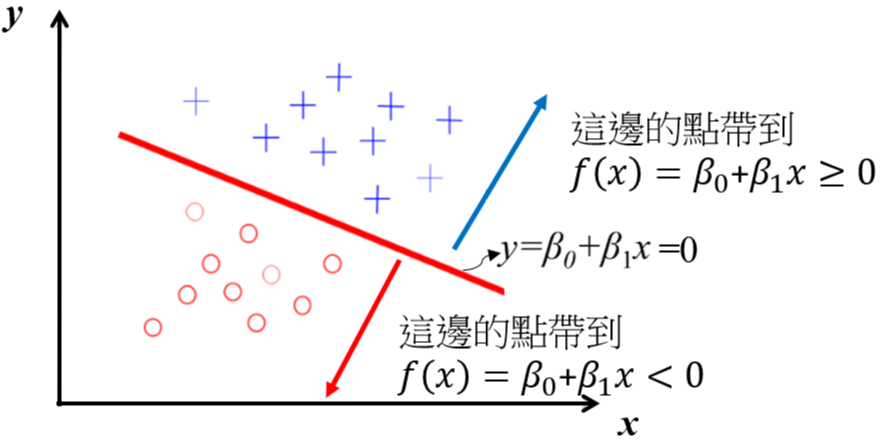 y
這邊的點帶到
f(x) = β₀+β₁x ≥ 0
y=β₀+β₁x =0
這邊的點帶到
f(x) = β₀+β₁x < 0
x